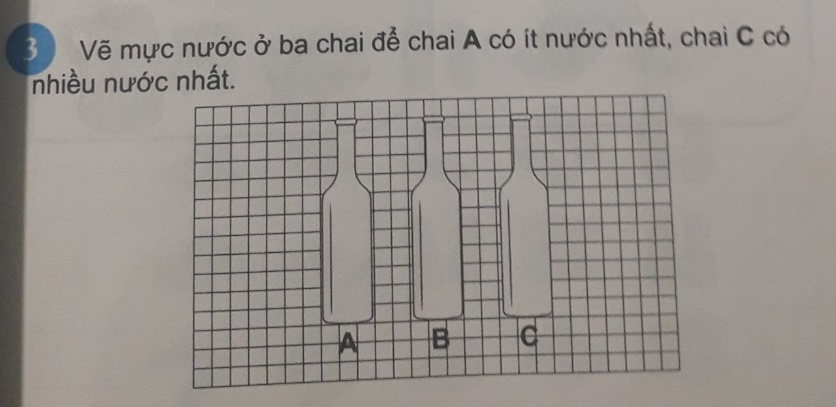 3 Vẽ mực nước ở ba chai để chai A có ít nước nhất, chai C có
nhiều nước nhất.
A B C